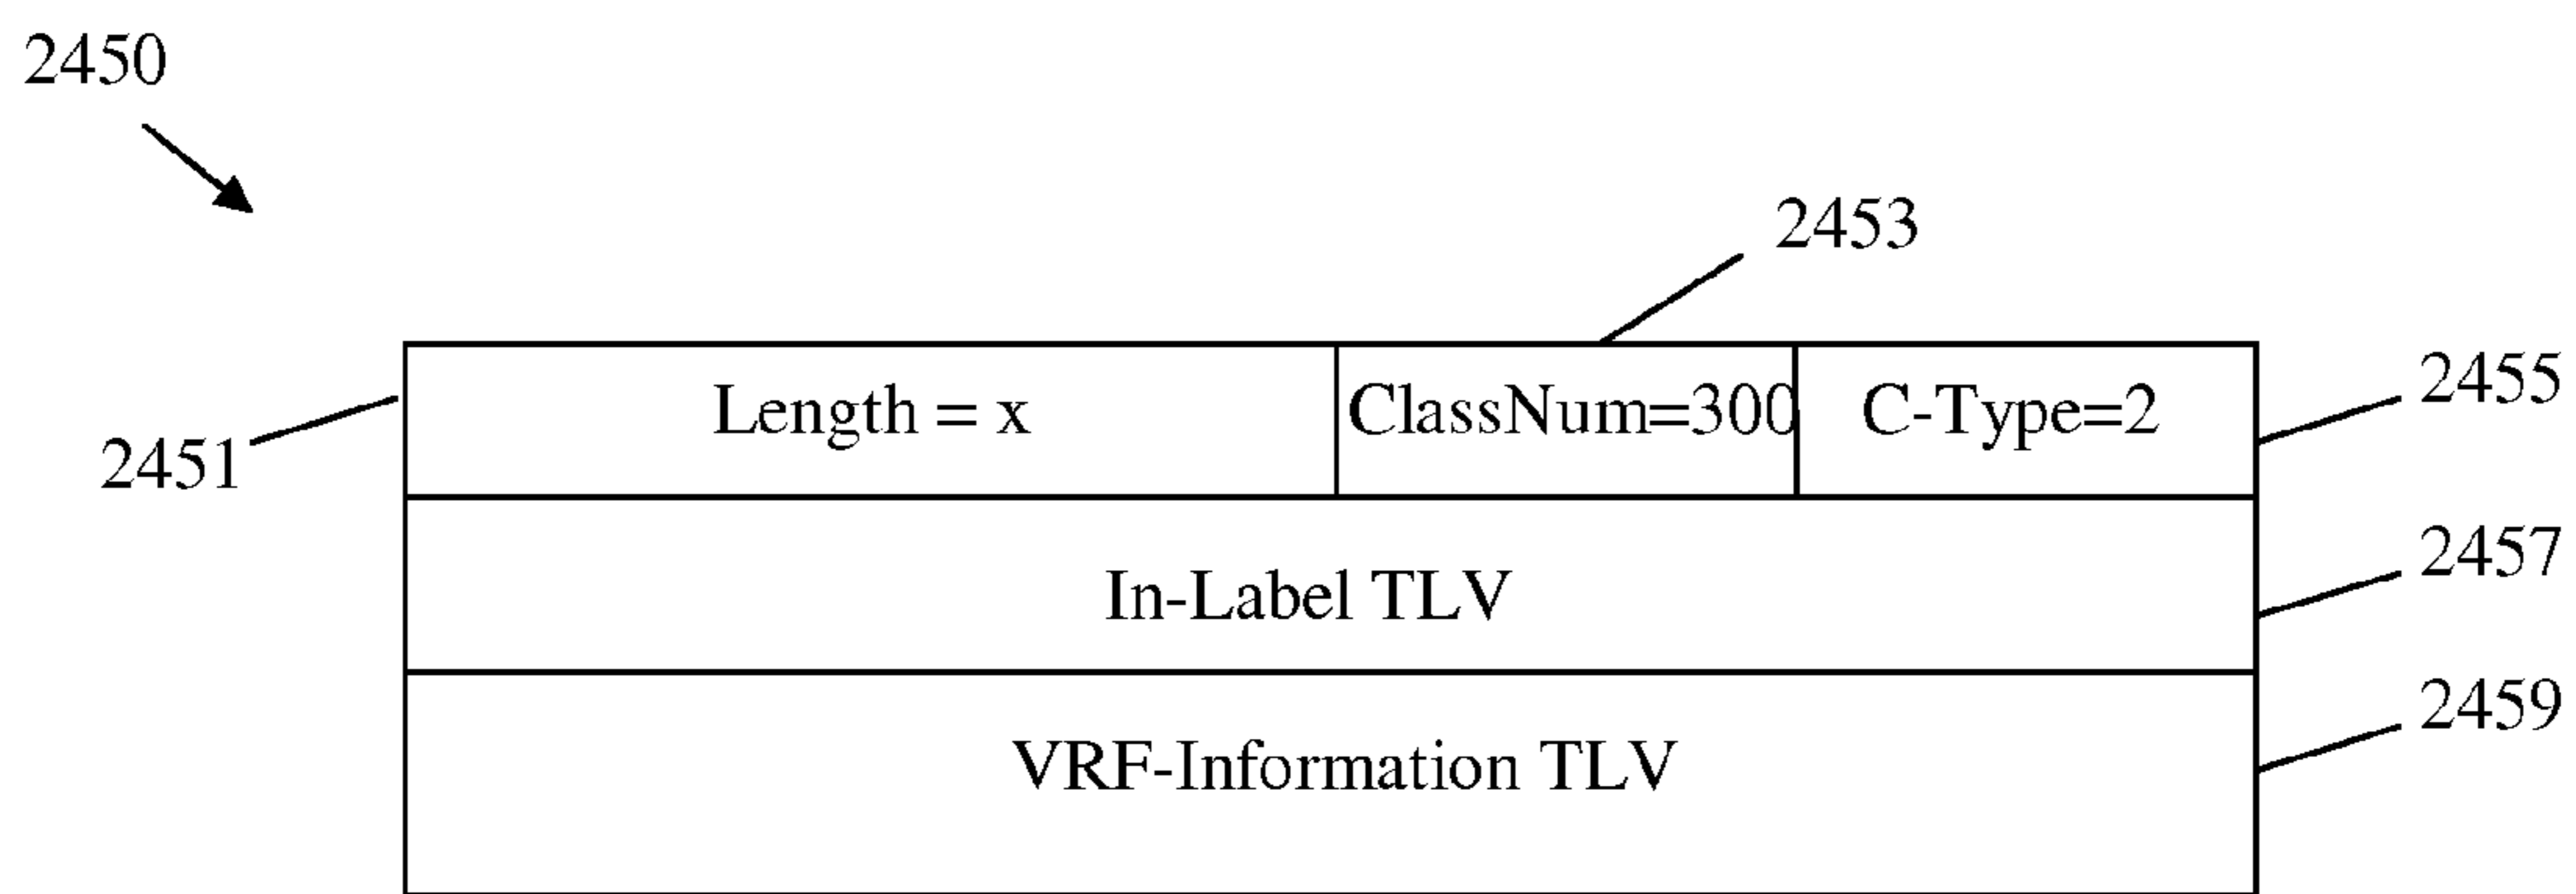 2450
2453
Length = x ClassNum=300 C-Type=2
2455
2451
In-Label TLV
2457
VRF-Information TLV
2459